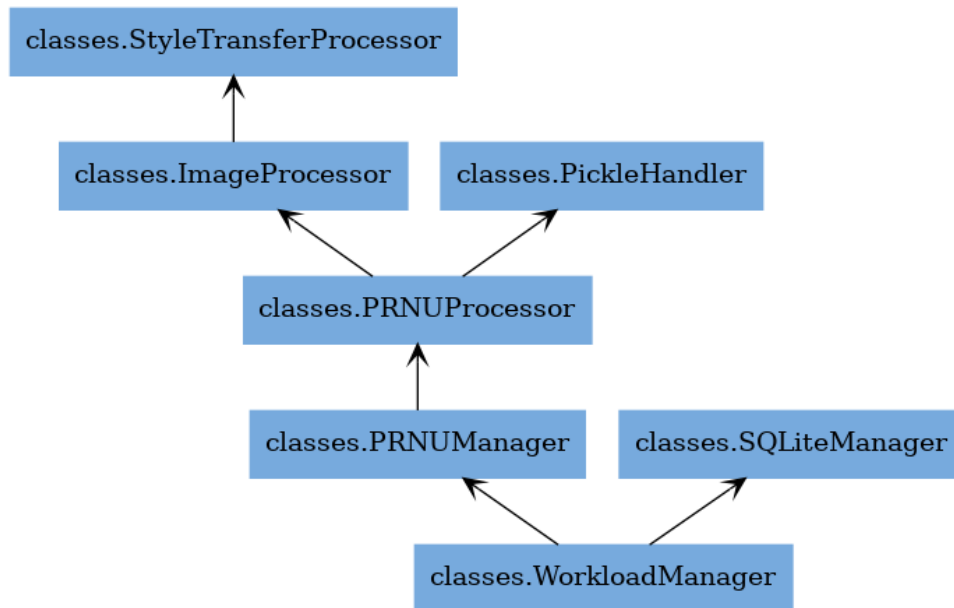 classes.StyleTransferProcessor
classes.ImageProcessor
classes.PickleHandler
classes.PRNUProcessor
classes.PRNUManager
classes.SQLiteManager
classes.WorkloadManager